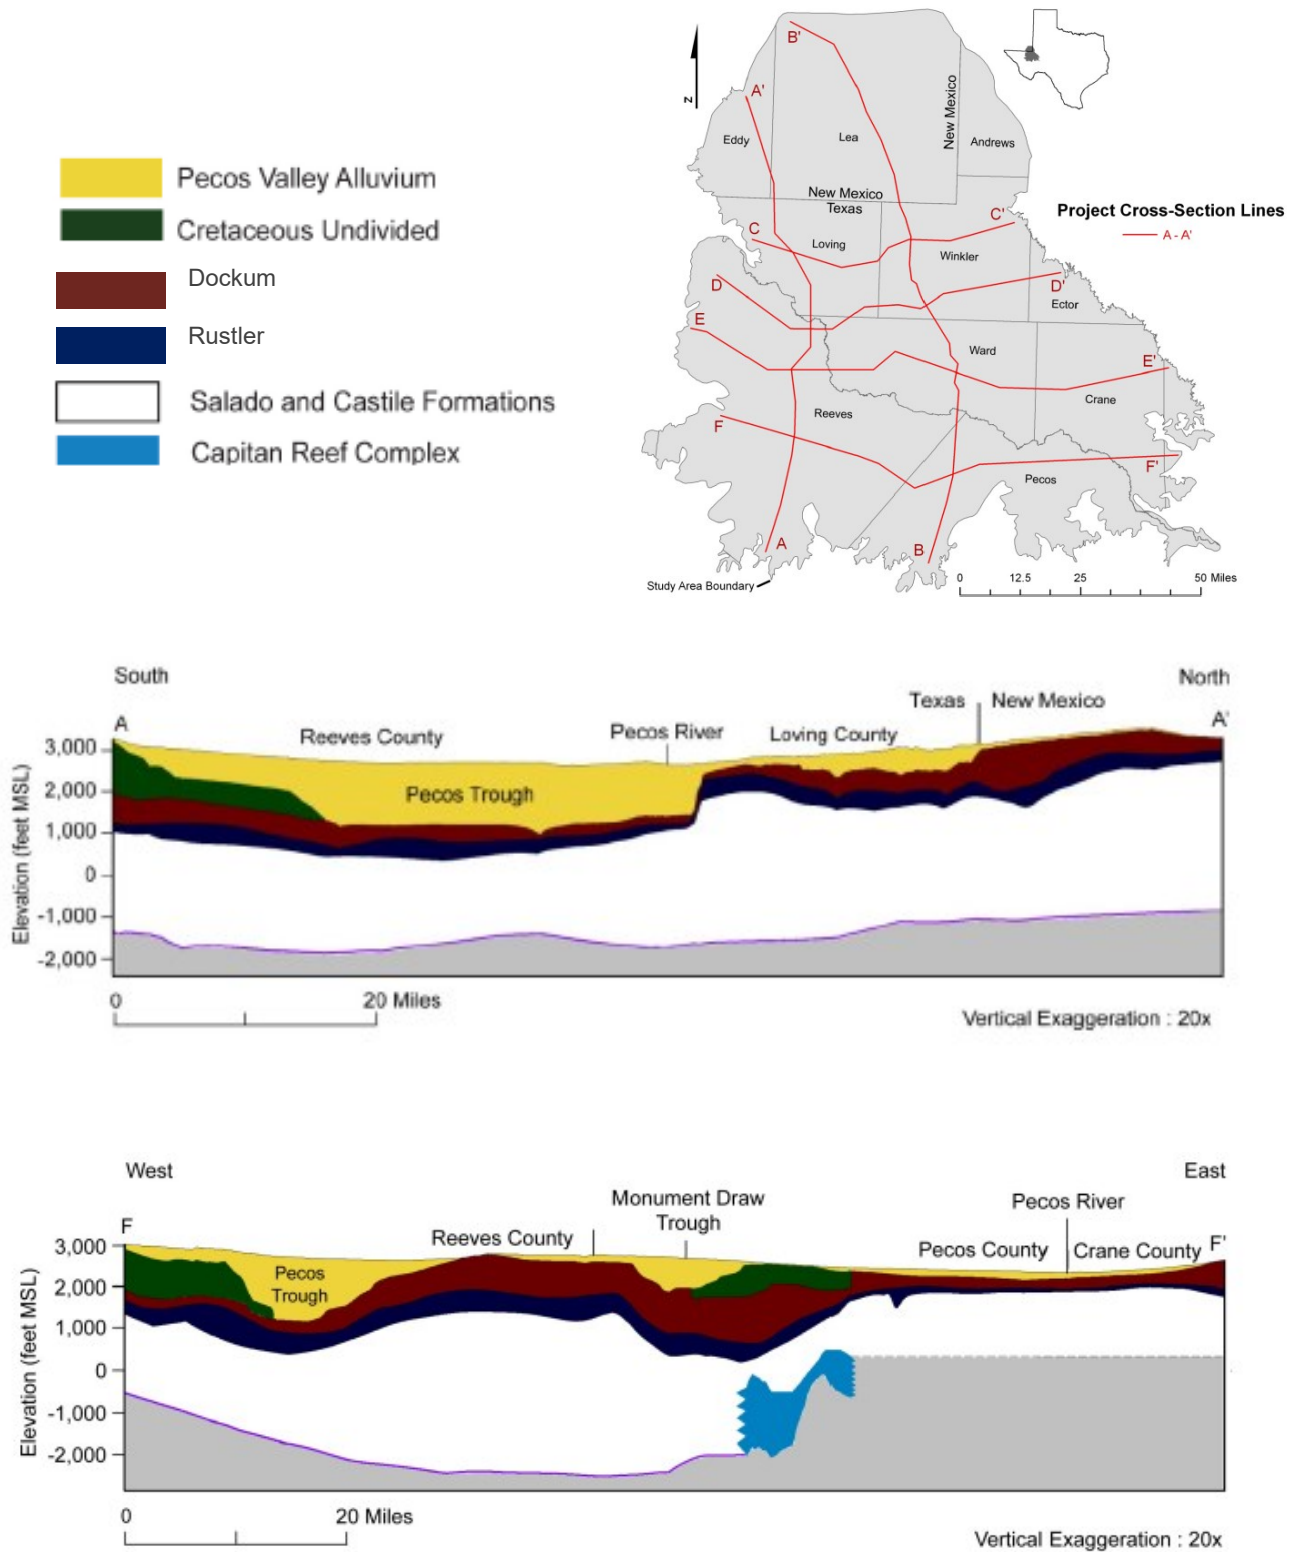 Pecos Valley Alluvium
Cretaceous Undivided
Dockum
Rustler
Salado and Castile Formations
Capitan Reef Complex
N
B'
A'
Eddy
Lea
New Mexico
Andrews
New Mexico
Texas
C
C'
Loving
Winkler
D
D'
Ector
E
Ward
E'
Crane
Reeves
F
F'
Pecos
A
B
Study Area Boundary
Project Cross-Section Lines
A - A'
0 12.5 25 50 Miles
South
North
Texas
New Mexico
A
A'
Reeves County
Pecos River
Loving County
Pecos Trough
Elevation (feet MSL)
3,000
2,000
1,000
0
-1,000
-2,000
0 20 Miles
Vertical Exaggeration : 20x
West
East
Monument Draw
Trough
Pecos River
F
F'
Reeves County
Pecos County
Crane County
Pecos
Trough
Elevation (feet MSL)
3,000
2,000
1,000
0
-1,000
-2,000
0 20 Miles
Vertical Exaggeration : 20x